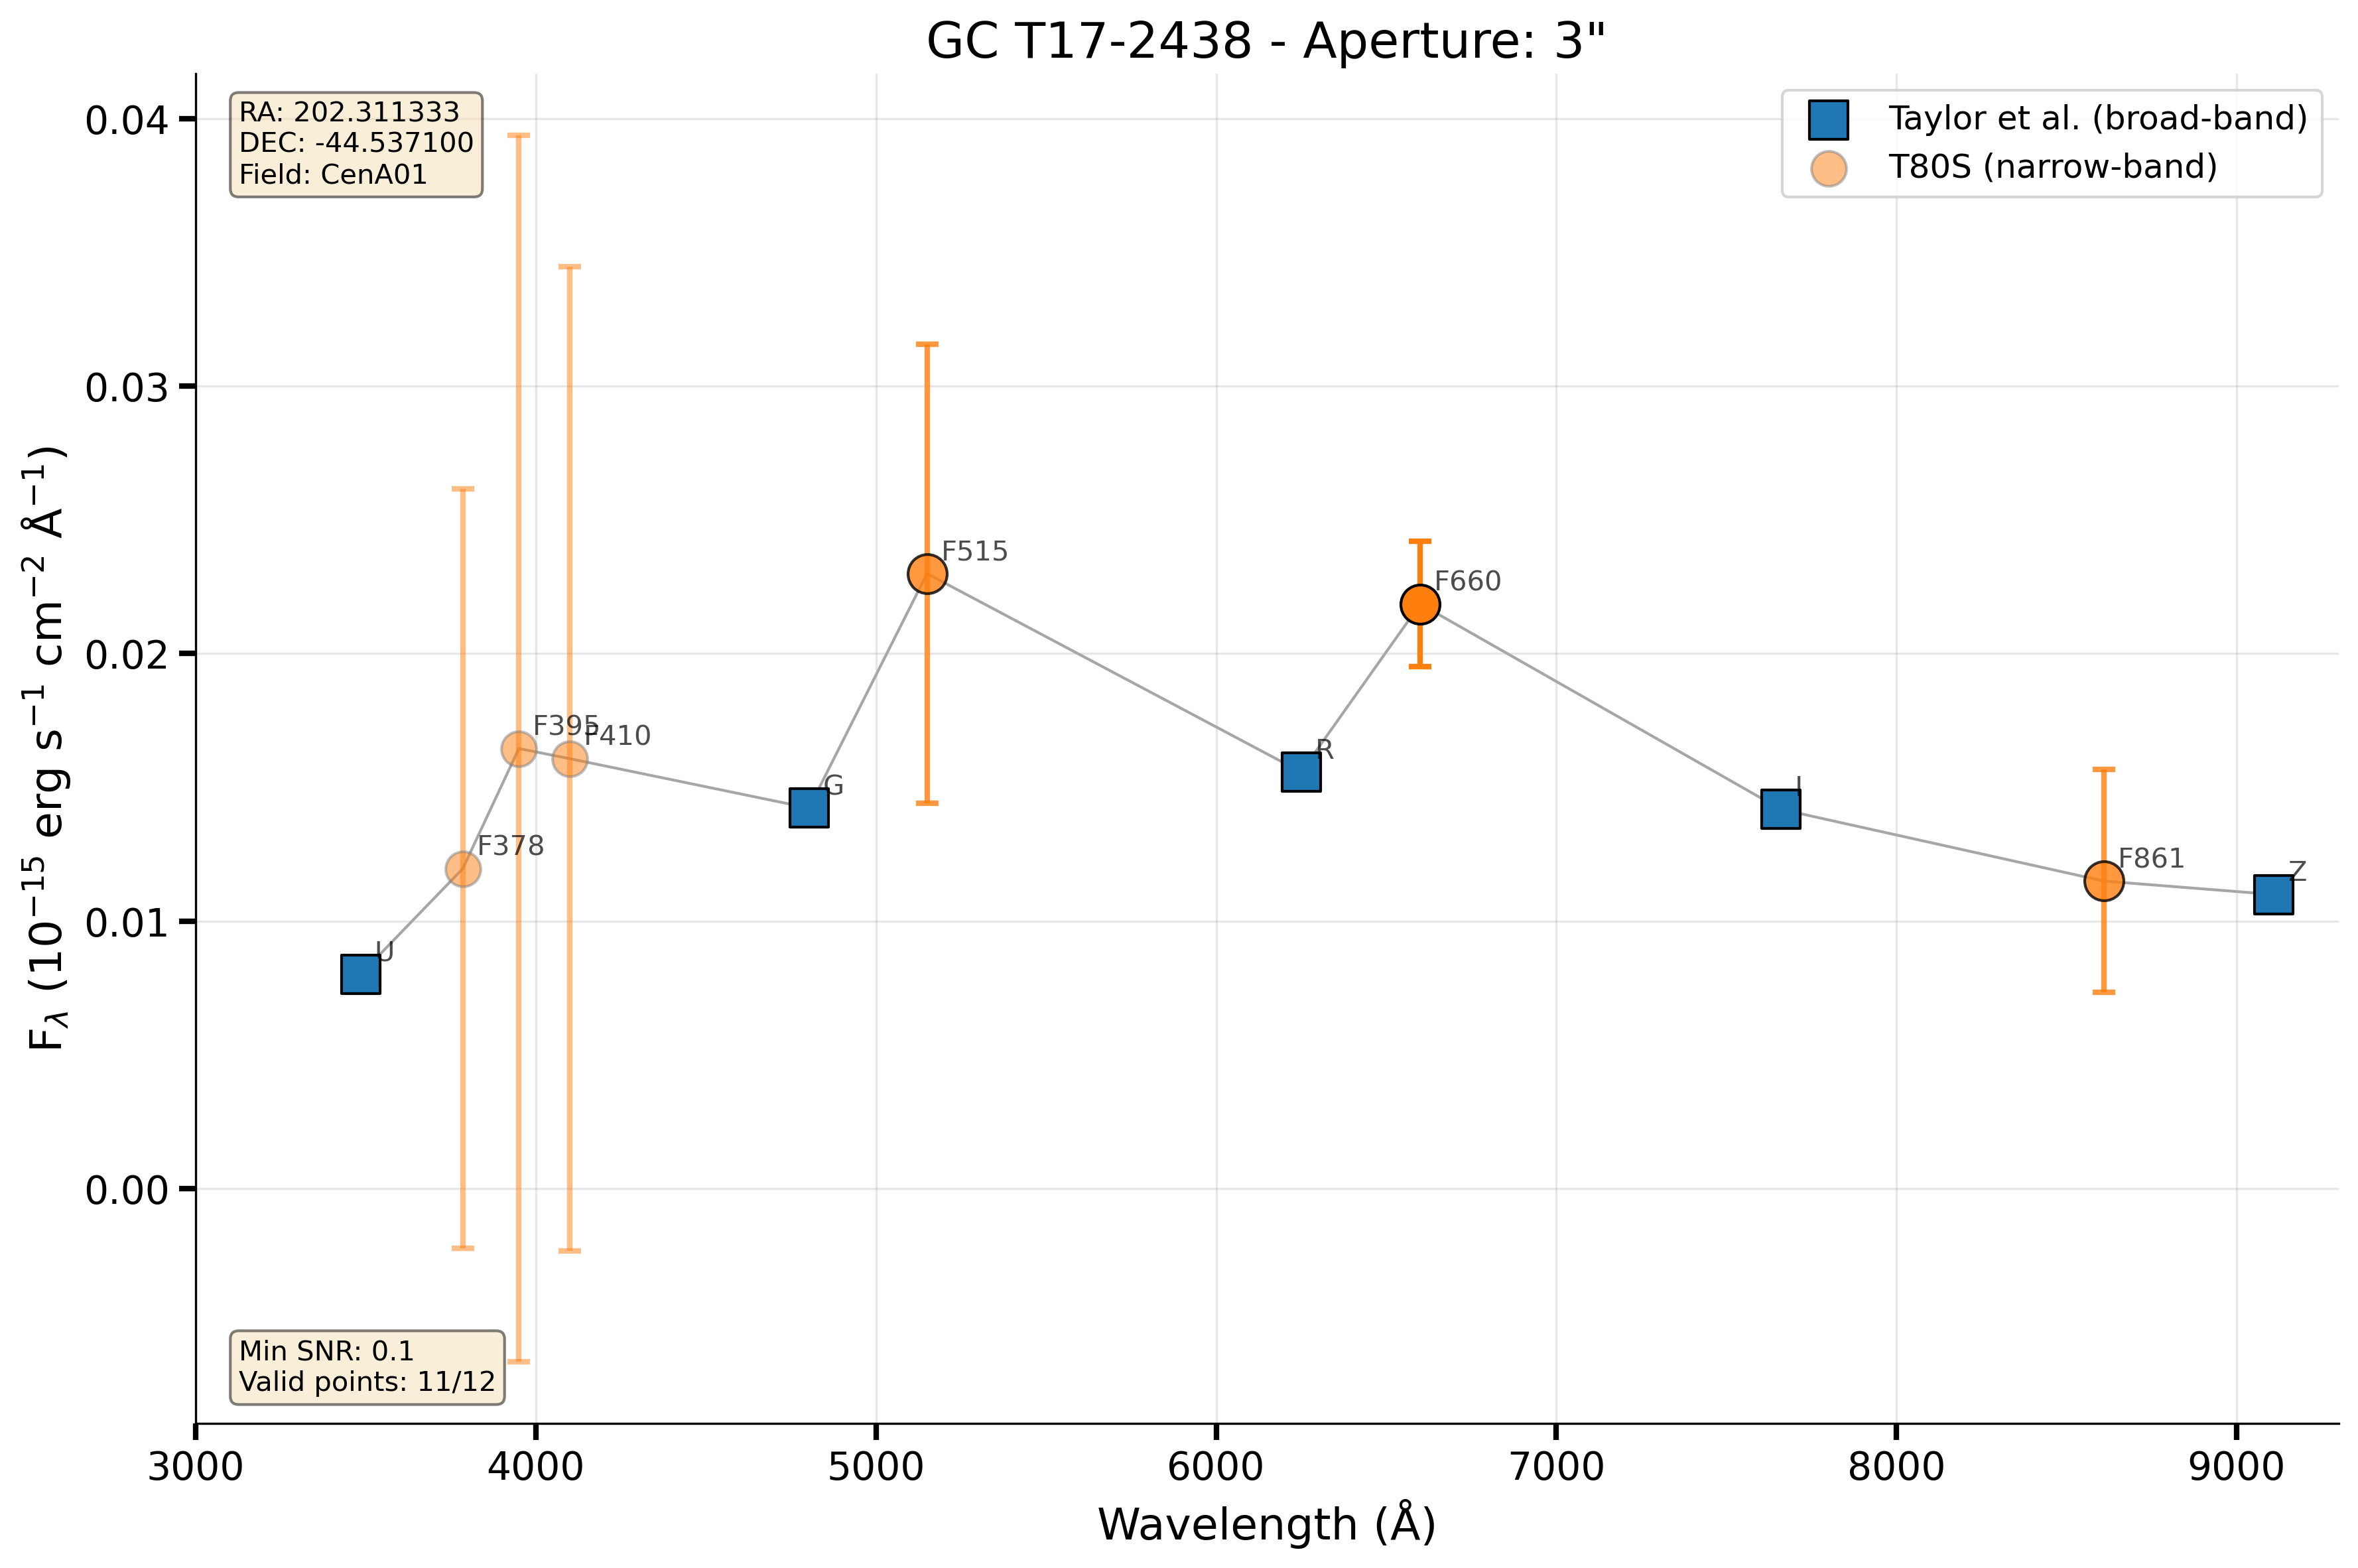 GC T17-2438 - Aperture: 3"
RA: 202.311333
DEC: -44.537100
Field: CenA01
Taylor et al. (broad-band)
T80S (narrow-band)
0.04
0.03
0.02
0.01
0.00
F_λ (10⁻¹⁵ erg s⁻¹ cm⁻² Å⁻¹)
U
F378
F395
F410
G
F515
R
F660
I
F861
Z
Min SNR: 0.1
Valid points: 11/12
3000
4000
5000
6000
7000
8000
9000
Wavelength (Å)